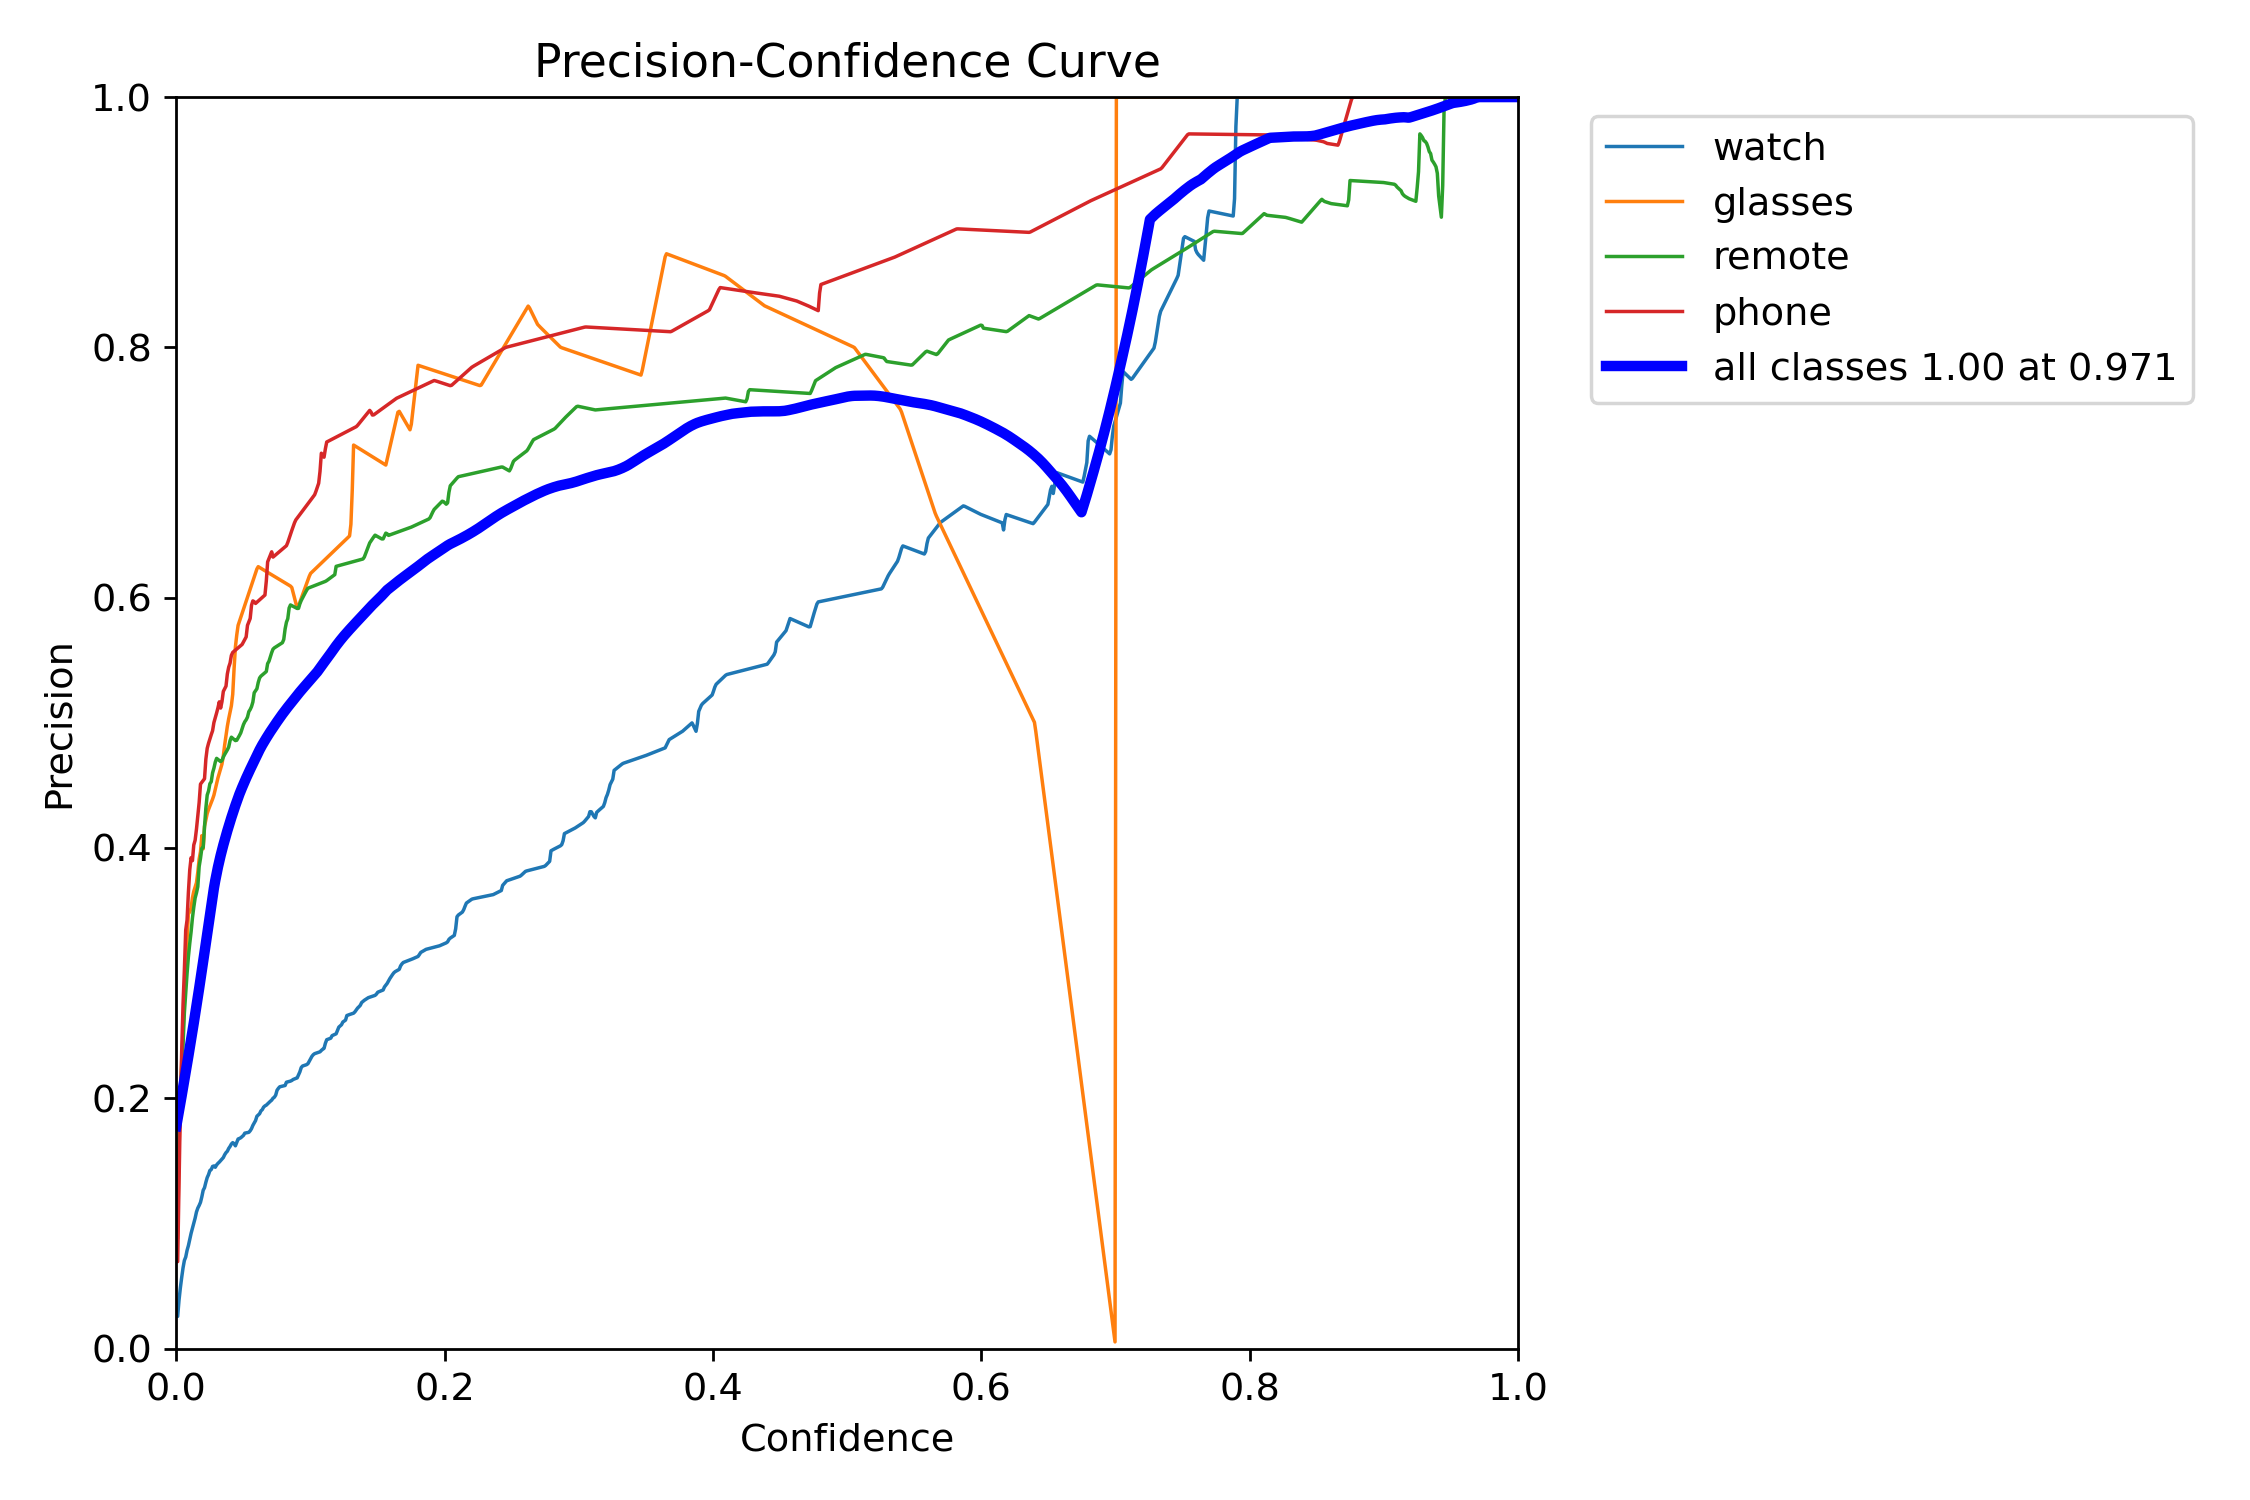 Precision-Confidence Curve
1.0
0.8
0.6
0.4
0.2
0.0
Precision
0.0 0.2 0.4 0.6 0.8 1.0
Confidence
watch
glasses
remote
phone
all classes 1.00 at 0.971